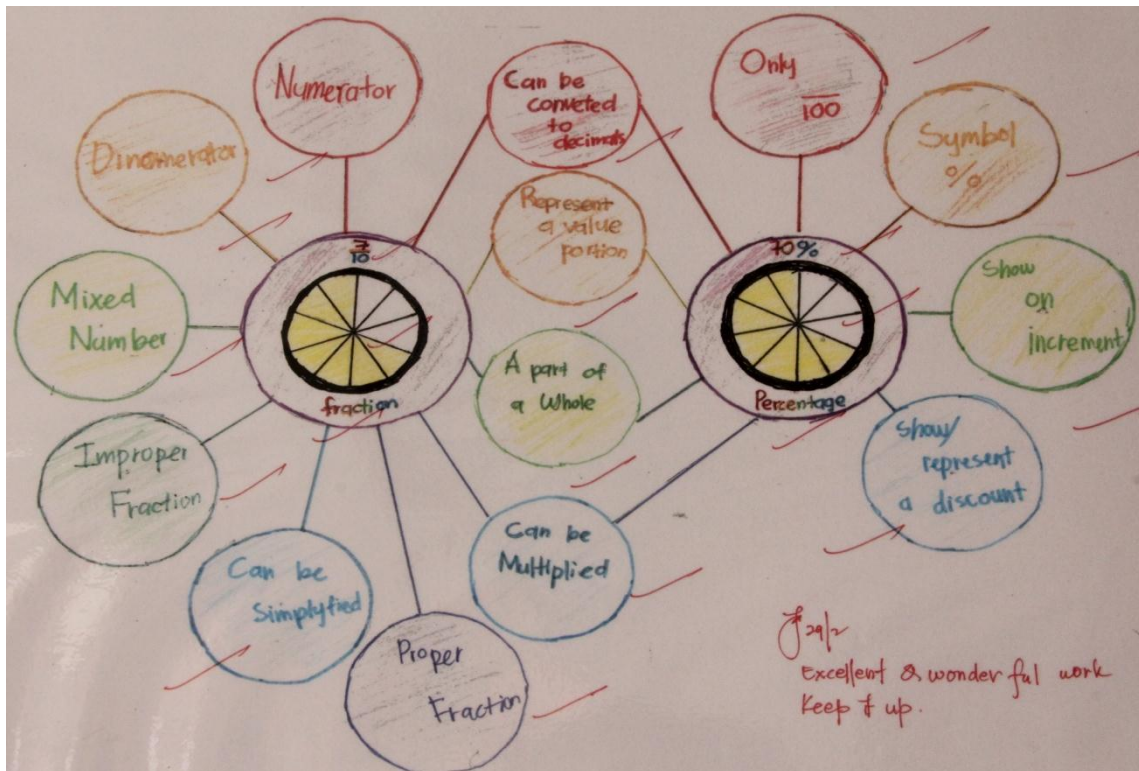 Numerator
Dinomerator
Mixed
Number
Improper
Fraction
Can be
Simplyfied
Proper
Fraction
7
10
fraction
Can be
conveted
to
decimals
Represent
a value
portion
A part of
a Whole
Can be
Multiplied
70%
Percentage
Only
100
Symbol
%
Show
on
increment
Show/
represent
a discount
29/2
Excellent & wonderful work
Keep it up.